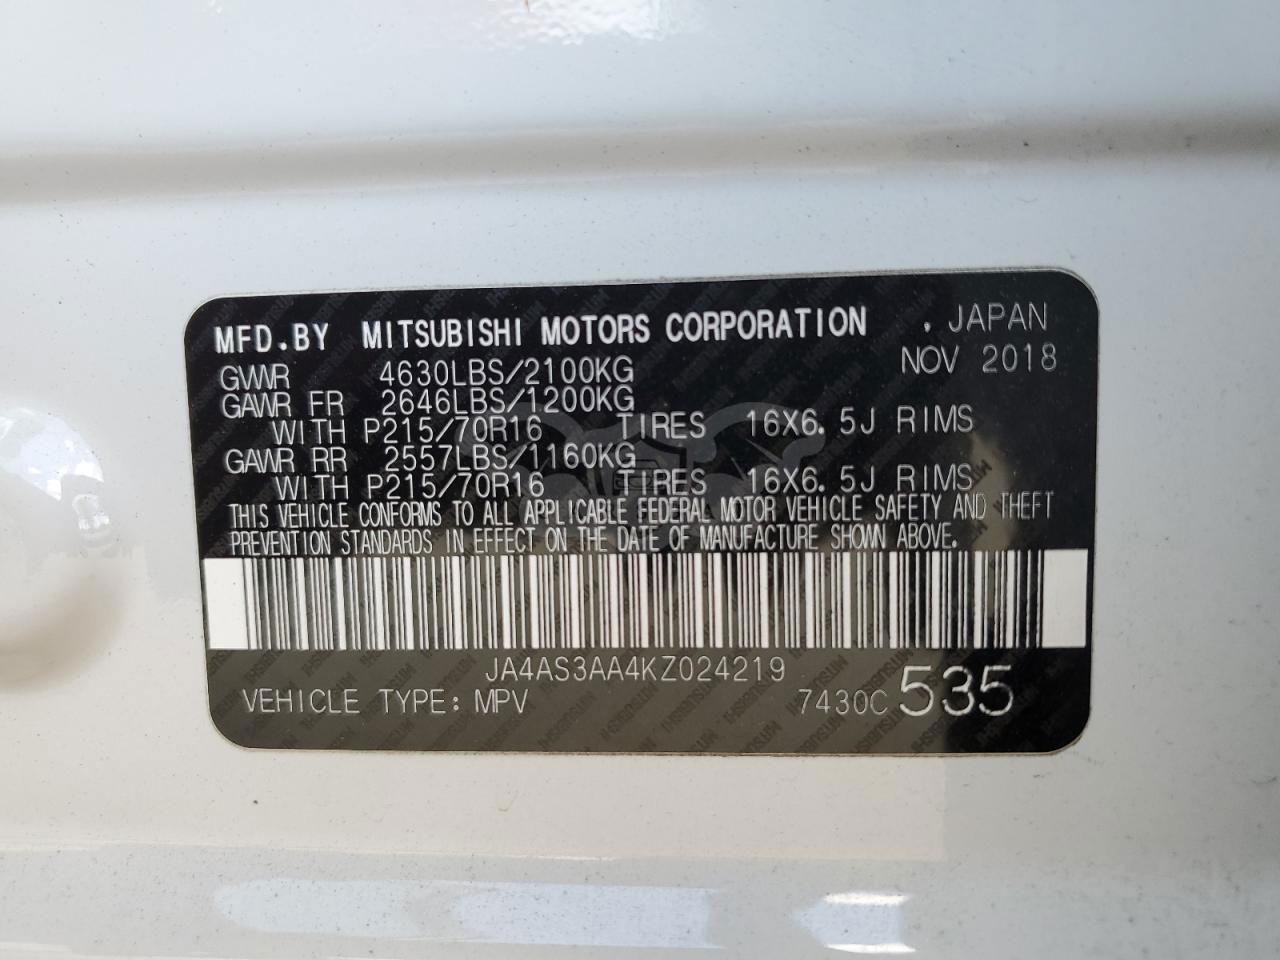 MFD.BY MITSUBISHI MOTORS CORPORATION . JAPAN
GVWR 4630LBS/2100KG NOV 2018
GAWR FR 2646LBS/1200KG
WITH P215/70R16 TIRES 16X6.5J RIMS
GAWR RR 2557LBS/1160KG
WITH P215/70R16 TIRES 16X6.5J RIMS
THIS VEHICLE CONFORMS TO ALL APPLICABLE FEDERAL MOTOR VEHICLE SAFETY AND THEFT
PREVENTION STANDARDS IN EFFECT ON THE DATE OF MANUFACTURE SHOWN ABOVE.
JA4AS3AA4KZ024219
VEHICLE TYPE: MPV 7430C 535